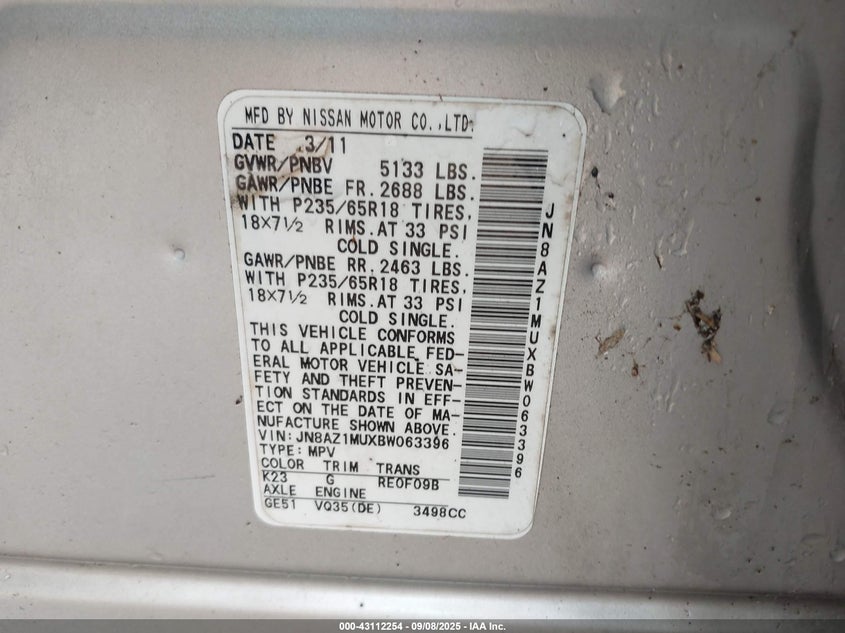 MFD BY NISSAN MOTOR CO.,LTD.
DATE 3/11
GVWR/PNBV 5133 LBS.
GAWR/PNBE FR. 2688 LBS.
WITH P235/65R18 TIRES,
18X7½ RIMS.AT 33 PSI
COLD SINGLE.
GAWR/PNBE RR. 2463 LBS.
WITH P235/65R18 TIRES,
18X7½ RIMS.AT 33 PSI
COLD SINGLE.
THIS VEHICLE CONFORMS
TO ALL APPLICABLE FED-
ERAL MOTOR VEHICLE SA-
FETY AND THEFT PREVEN-
TION STANDARDS IN EFF-
ECT ON THE DATE OF MA-
NUFACTURE SHOWN ABOVE.
VIN:JN8AZ1MUXBW063396
TYPE: MPV
COLOR TRIM TRANS
K23 G RE0F09B
AXLE ENGINE
GE51 VQ35(DE) 3498CC
JN8AZ1MUXBW063396
000-43112254 - 09/08/2025 - IAA Inc.